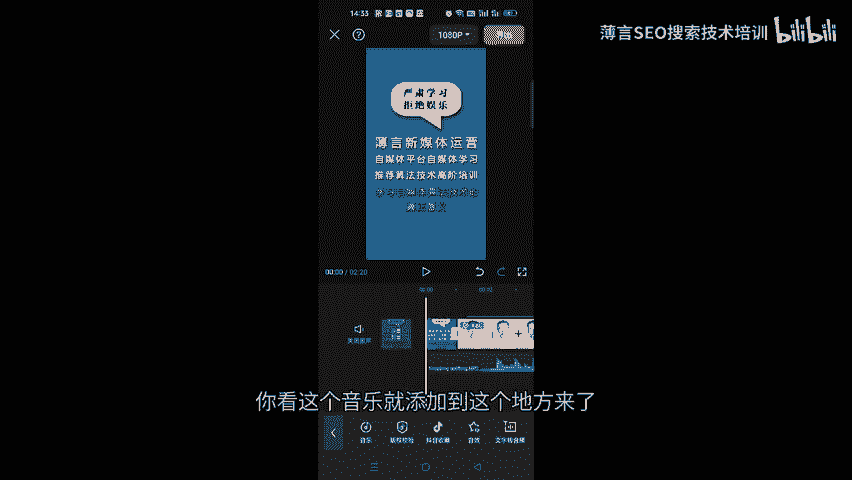 14:33
薄言SEO搜索技术培训 bilibili
1080P
严肃学习
拒绝娱乐
薄言新媒体运营
自媒体平台自媒体学习
推荐算法技术高阶培训
00:00 / 02:20
00:00 00:02
关闭原声
你看这个音乐就添加到这个地方来了
音乐 版权校验 抖音收藏 音效 文字转音频